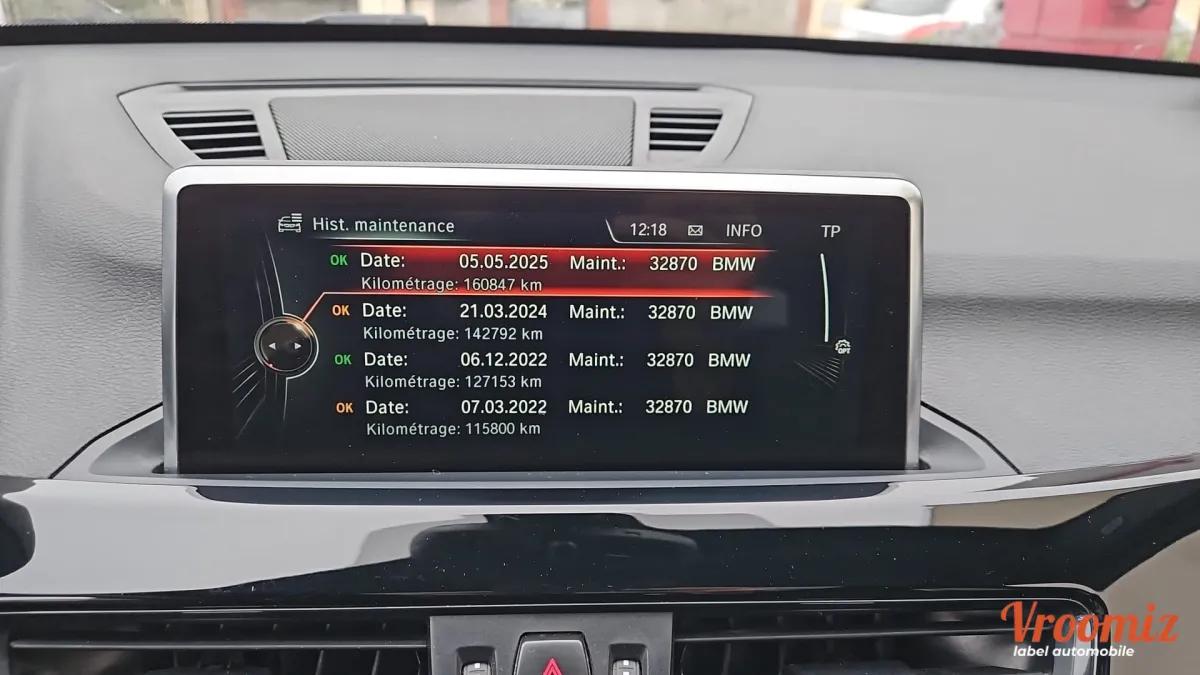 Hist. maintenance 12:18 INFO TP
OK Date: 05.05.2025 Maint.: 32870 BMW
Kilométrage: 160847 km
OK Date: 21.03.2024 Maint.: 32870 BMW
Kilométrage: 142792 km
OK Date: 06.12.2022 Maint.: 32870 BMW
Kilométrage: 127153 km
OPT
OK Date: 07.03.2022 Maint.: 32870 BMW
Kilométrage: 115800 km
Vroomiz
label automobile